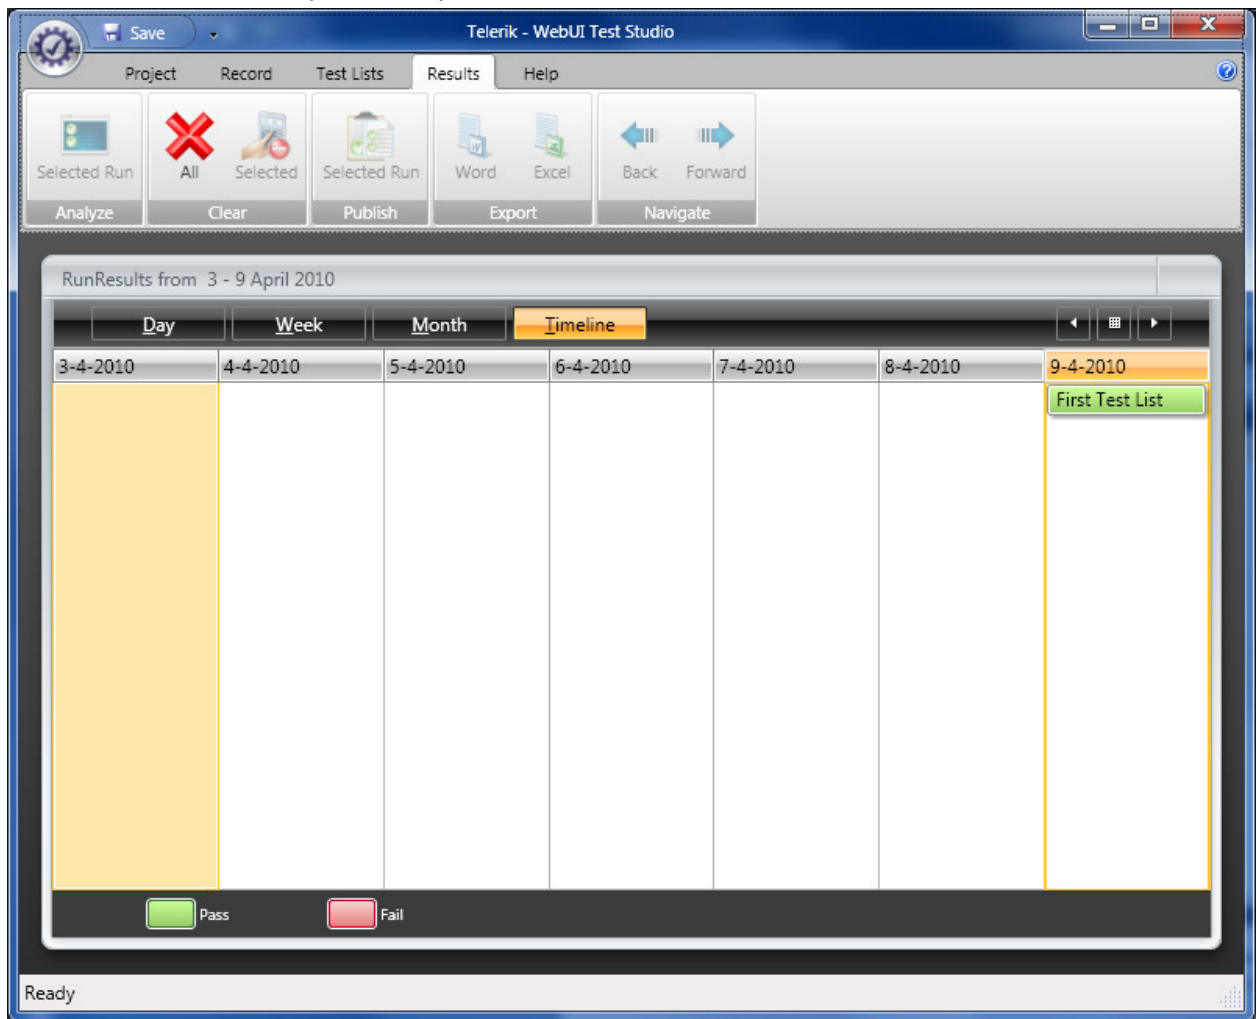 Save
Telerik - WebUI Test Studio
Project Record Test Lists Results Help
Selected Run All Selected Selected Run Word Excel Back Forward
Analyze Clear Publish Export Navigate
RunResults from 3 - 9 April 2010
Day Week Month Timeline
3-4-2010 4-4-2010 5-4-2010 6-4-2010 7-4-2010 8-4-2010 9-4-2010
First Test List
Pass Fail
Ready